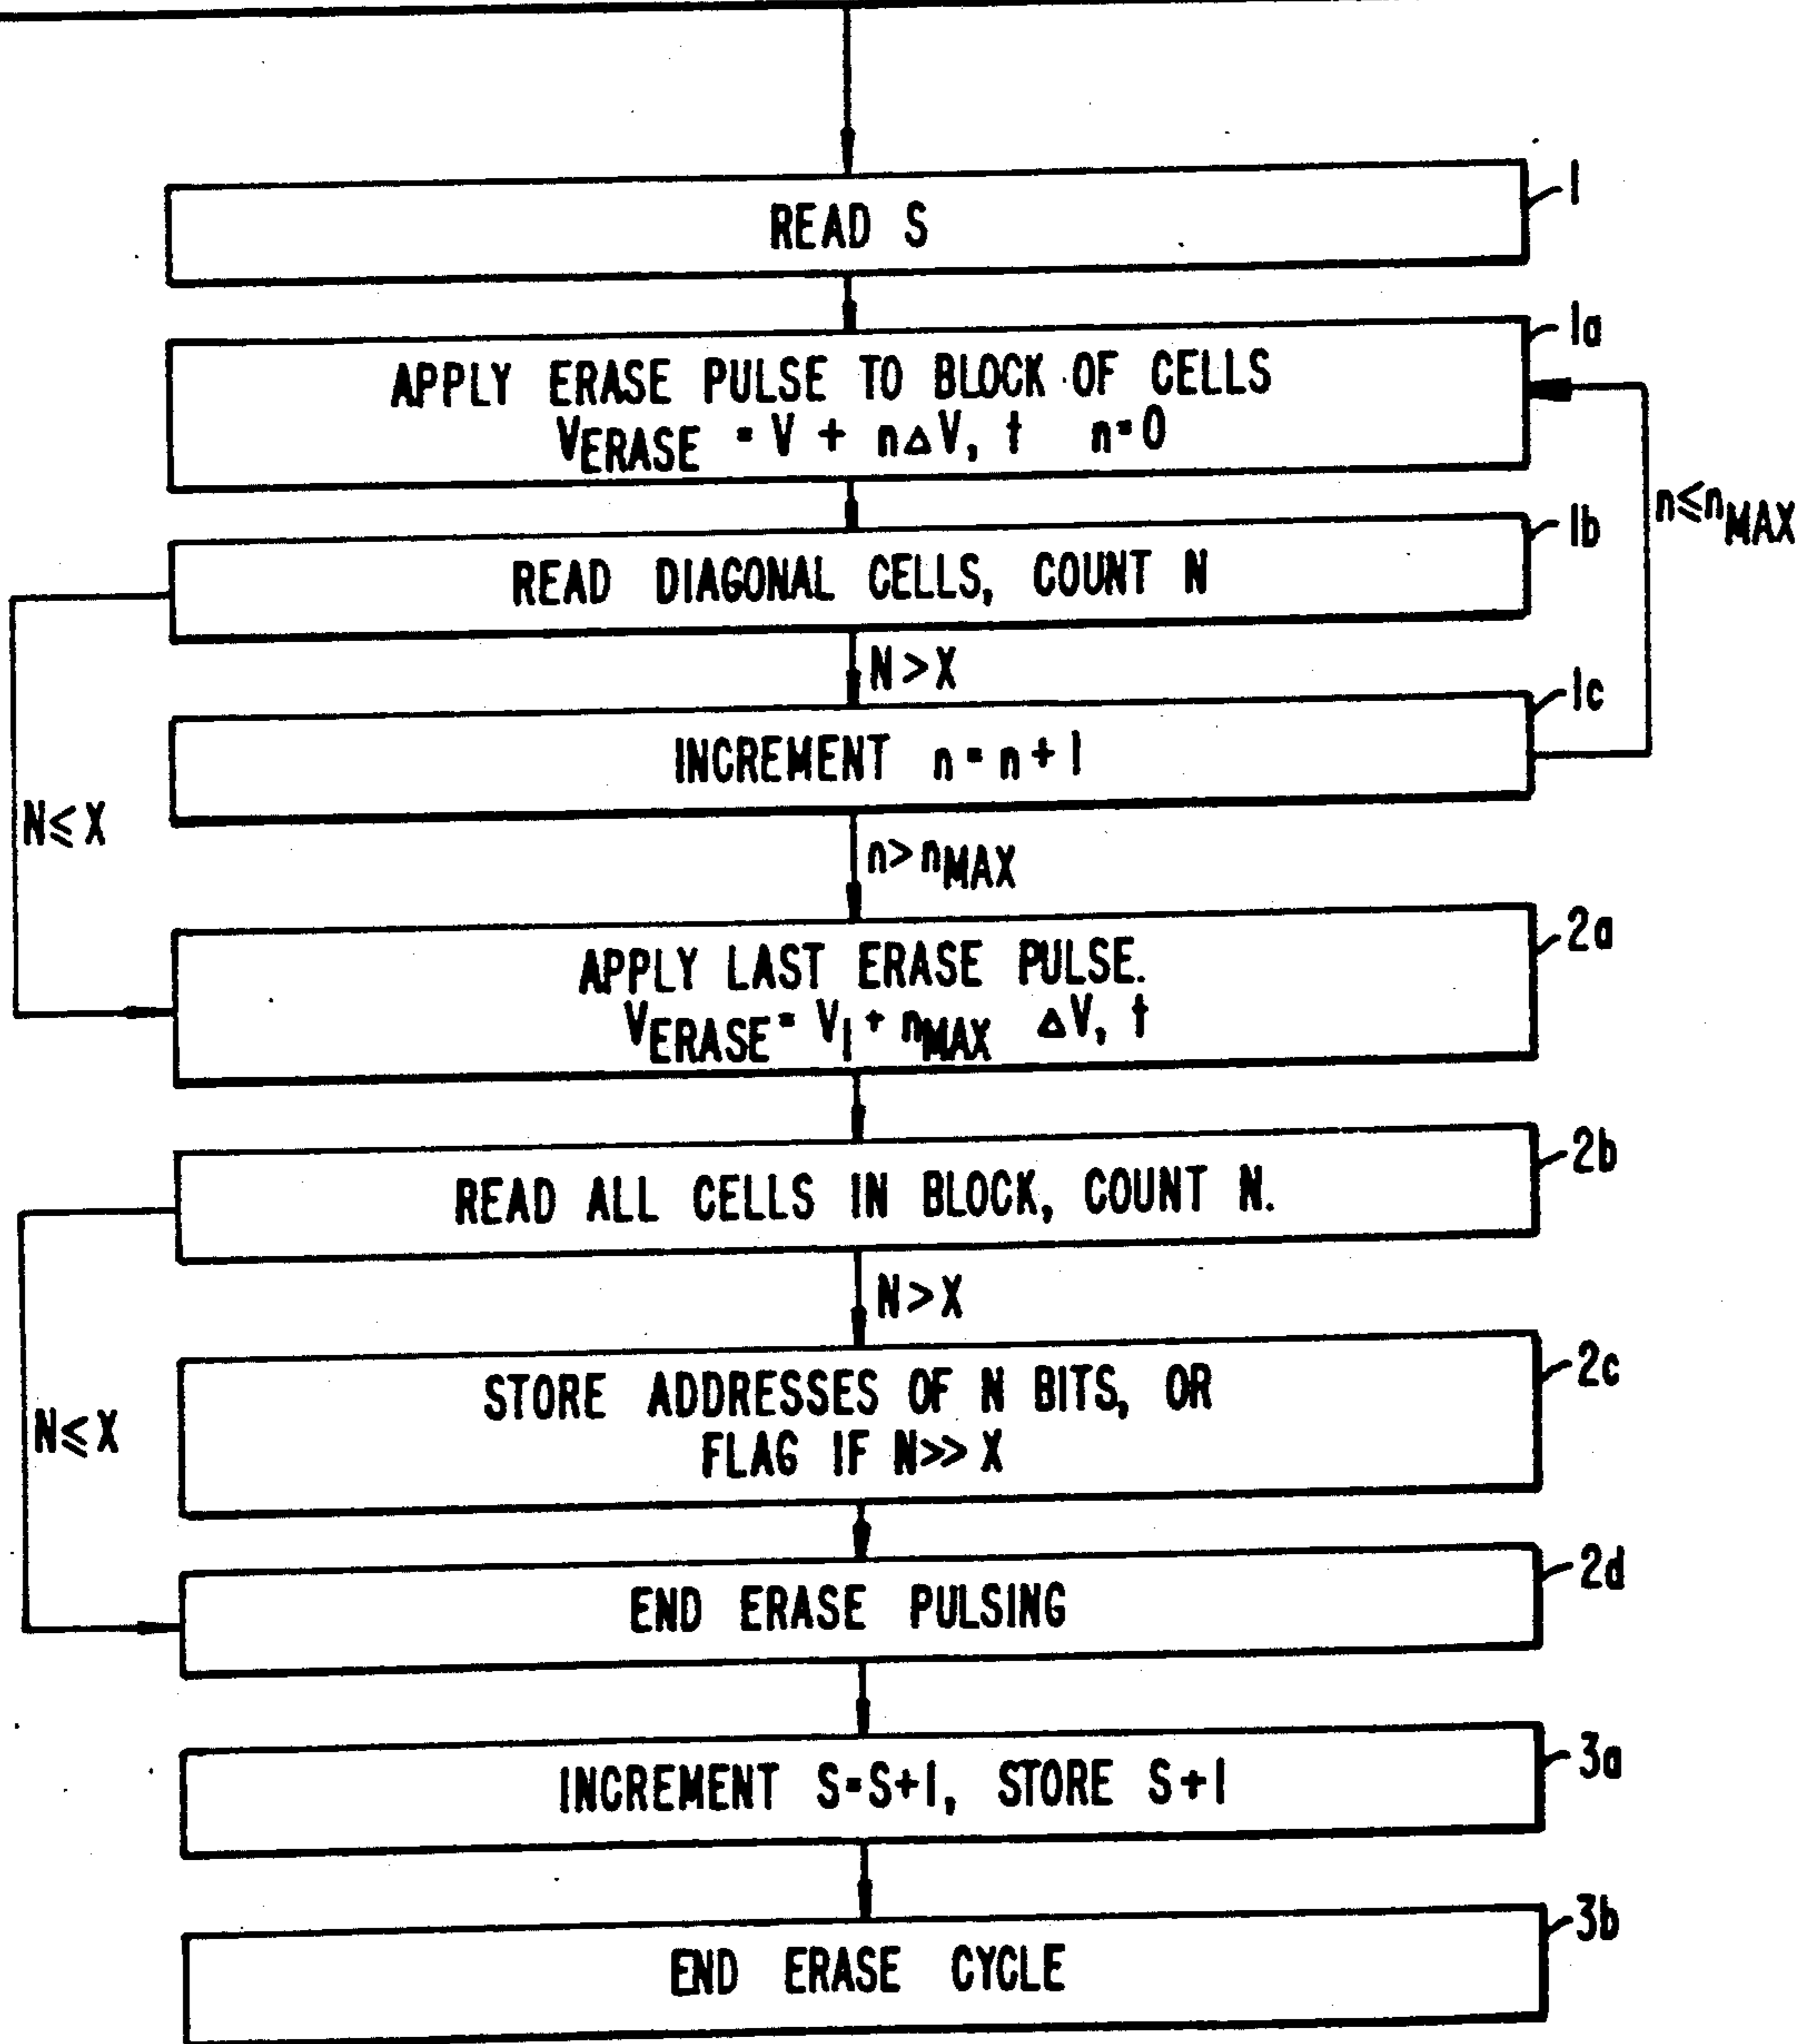 1
READ S
1a
APPLY ERASE PULSE TO BLOCK OF CELLS
VERASE = V + n△V, t n=0
n≤nMAX
1b
READ DIAGONAL CELLS, COUNT N
N>X
1c
INCREMENT n=n+1
N≤X
n>nMAX
2a
APPLY LAST ERASE PULSE.
VERASE= V1+ nMAX △V, t
2b
READ ALL CELLS IN BLOCK, COUNT N.
N>X
2c
STORE ADDRESSES OF N BITS, OR
FLAG IF N>>X
N≤X
2d
END ERASE PULSING
3a
INCREMENT S=S+1, STORE S+1
3b
END ERASE CYCLE